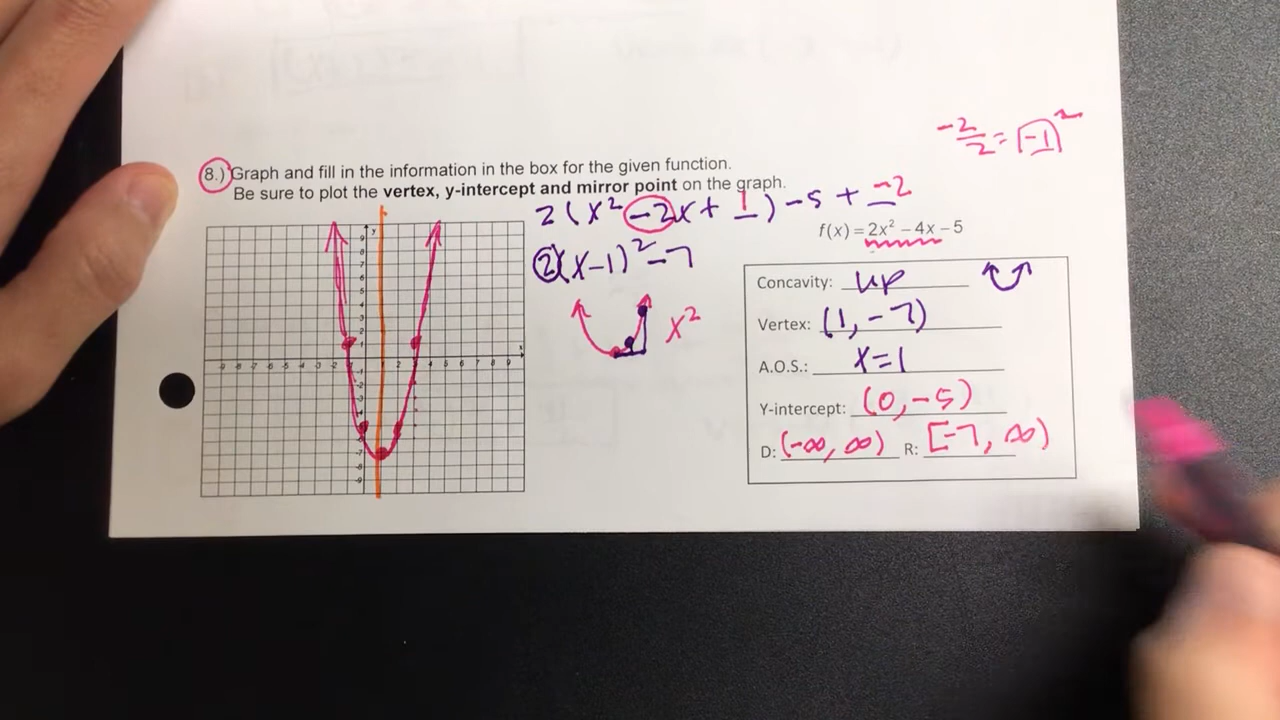 -2/2 = (-1)²
8.) Graph and fill in the information in the box for the given function.
Be sure to plot the vertex, y-intercept and mirror point on the graph.
2(x² -2x + 1) -5 + -2
f(x) = 2x² - 4x - 5
2(x-1)² -7
x²
Concavity: up
Vertex: (1, -7)
A.O.S.: x=1
Y-intercept: (0, -5)
D: (-∞, ∞) R: [-7, ∞)